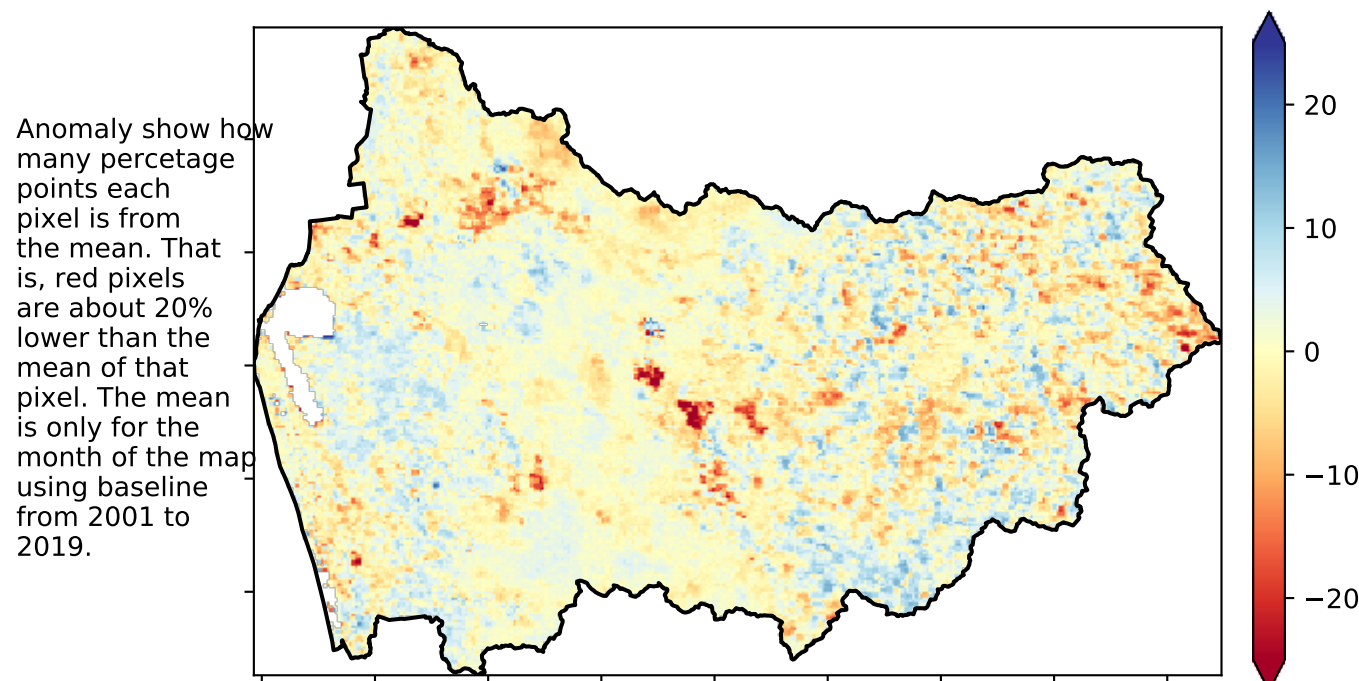 Anomaly show how
many percetage
points each
pixel is from
the mean. That
is, red pixels
are about 20%
lower than the
mean of that
pixel. The mean
is only for the
month of the map
using baseline
from 2001 to
2019.
20
10
0
−10
−20